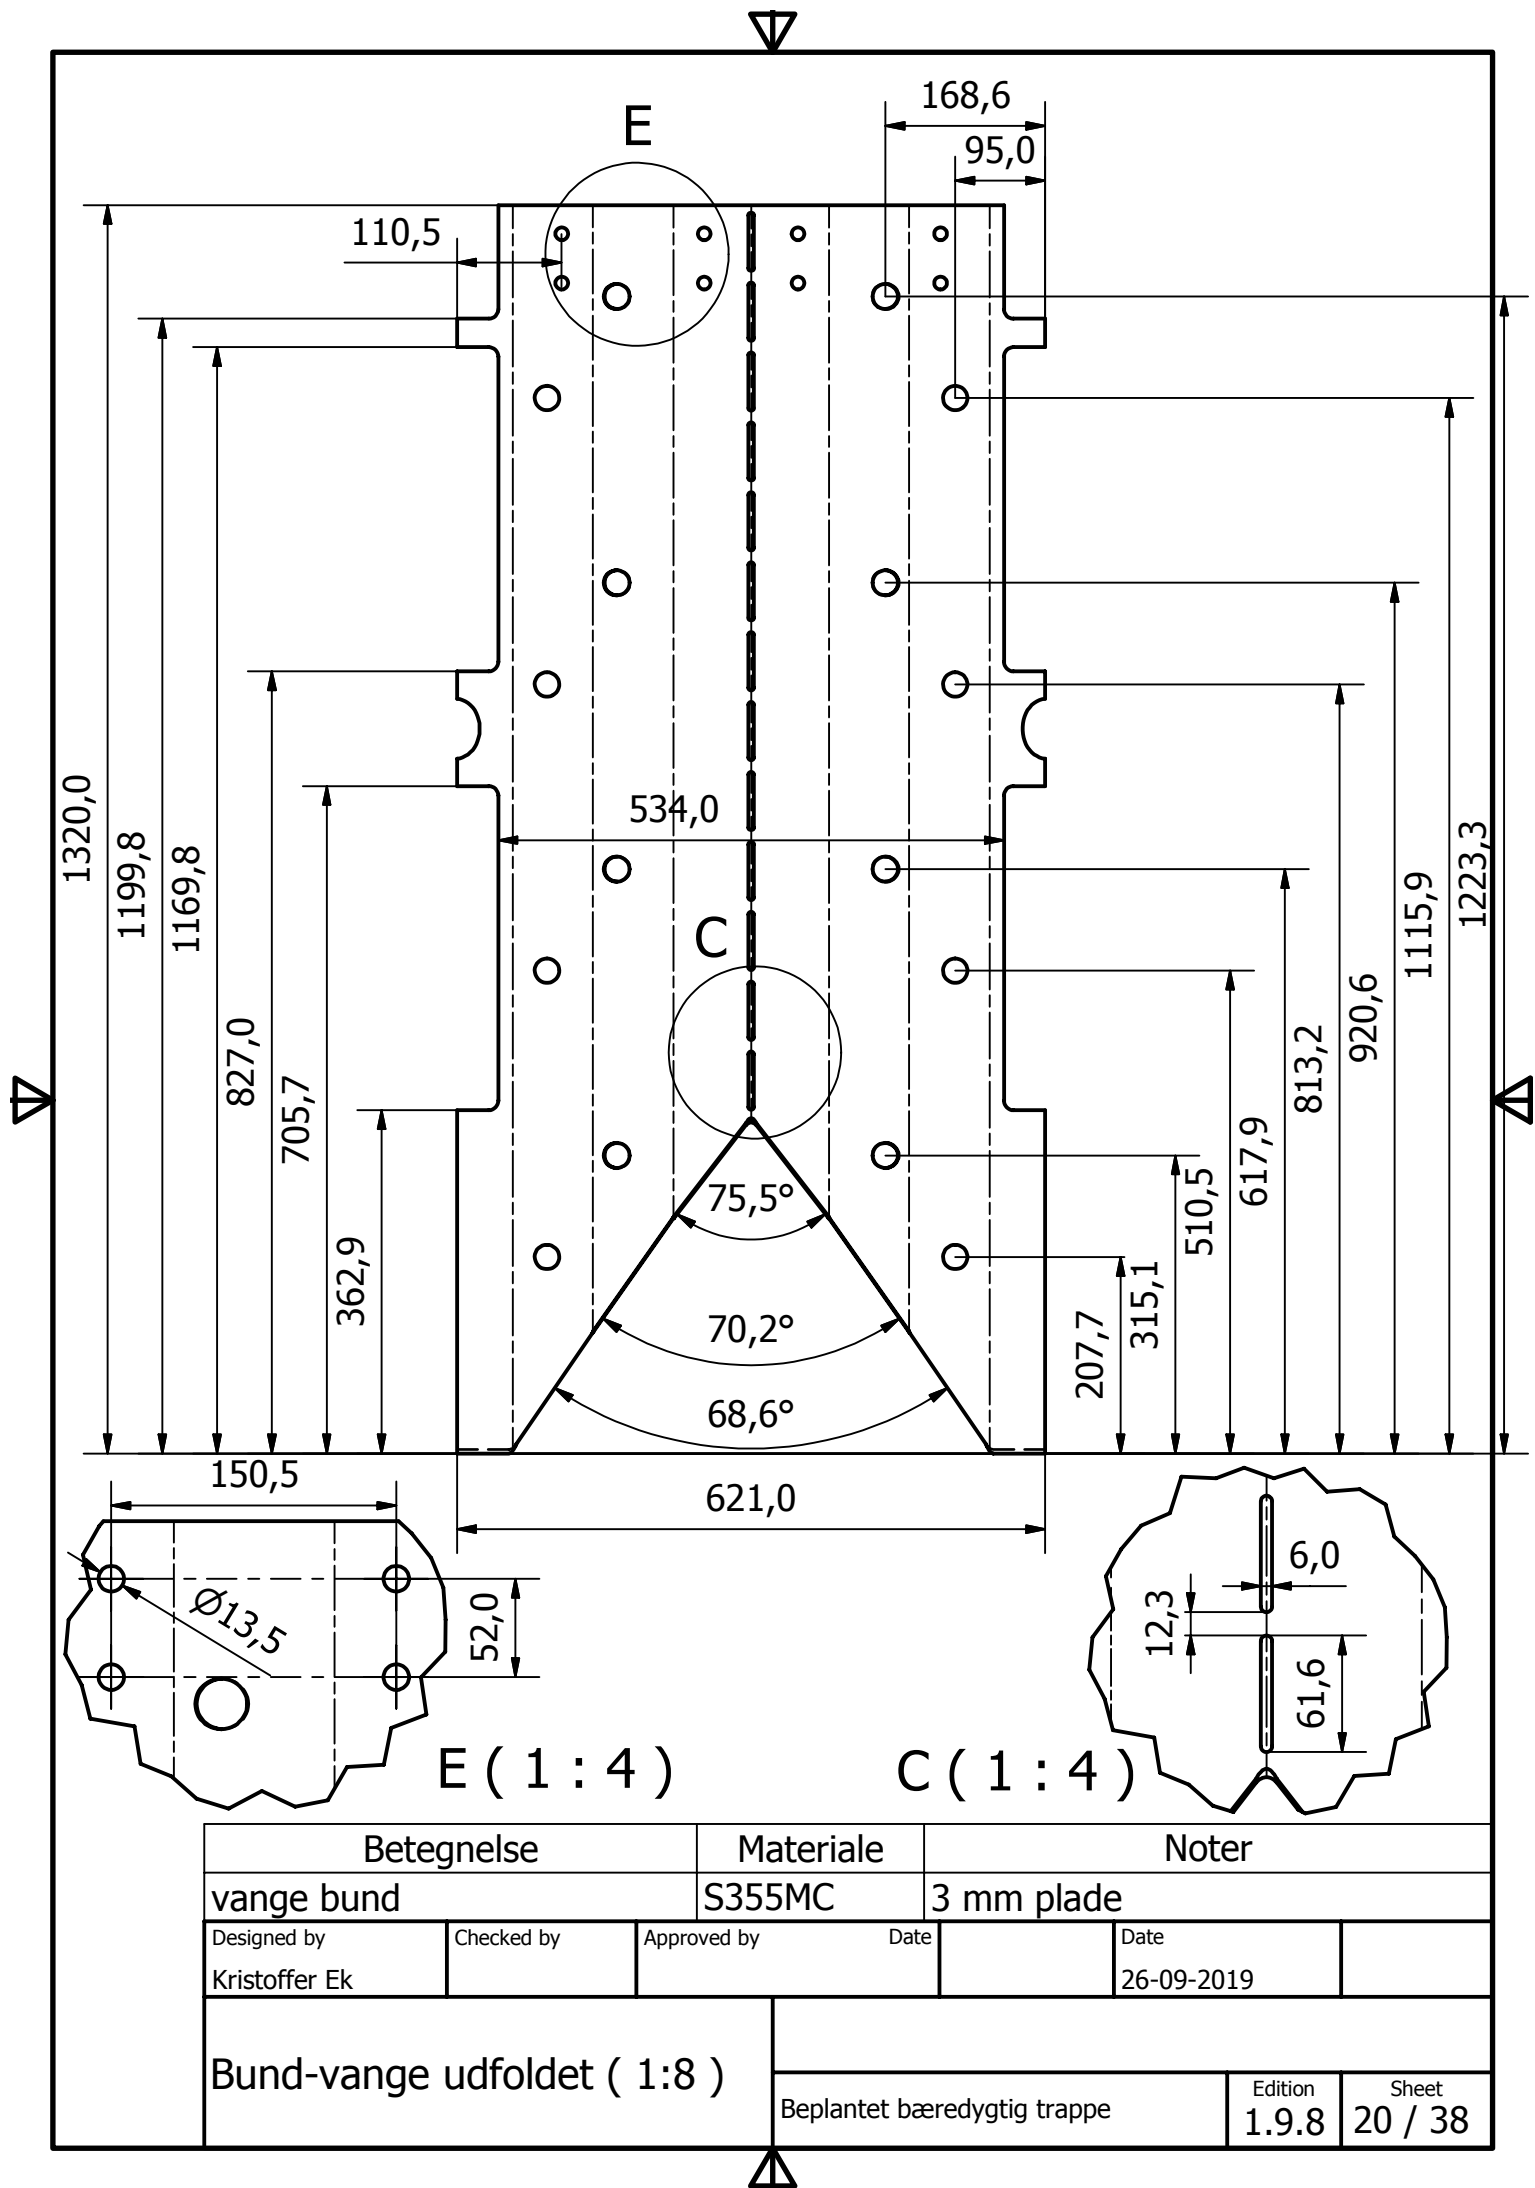 168,6
E
95,0
110,5
534,0
1320,0
1199,8
1169,8
827,0
705,7
362,9
C
1223,3
1115,9
920,6
813,2
617,9
510,5
315,1
207,7
75,5°
70,2°
68,6°
150,5
621,0
Ø13,5
52,0
6,0
12,3
61,6
E ( 1 : 4 )
C ( 1 : 4 )
Betegnelse Materiale Noter
vange bund S355MC 3 mm plade
Designed by Checked by Approved by Date Date
Kristoffer Ek 26-09-2019
Bund-vange udfoldet ( 1:8 )
Beplantet bæredygtig trappe
Edition
1.9.8
Sheet
20 / 38